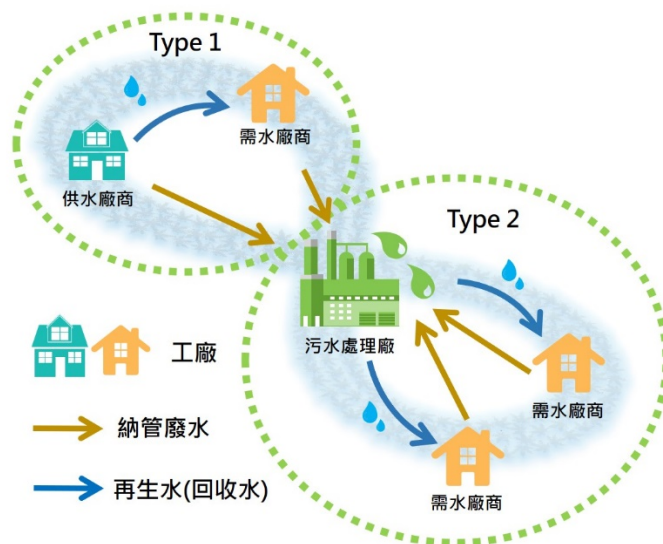 Type 1
需水廠商
供水廠商
Type 2
污水處理廠
工廠
需水廠商
納管廢水
再生水(回收水)
需水廠商